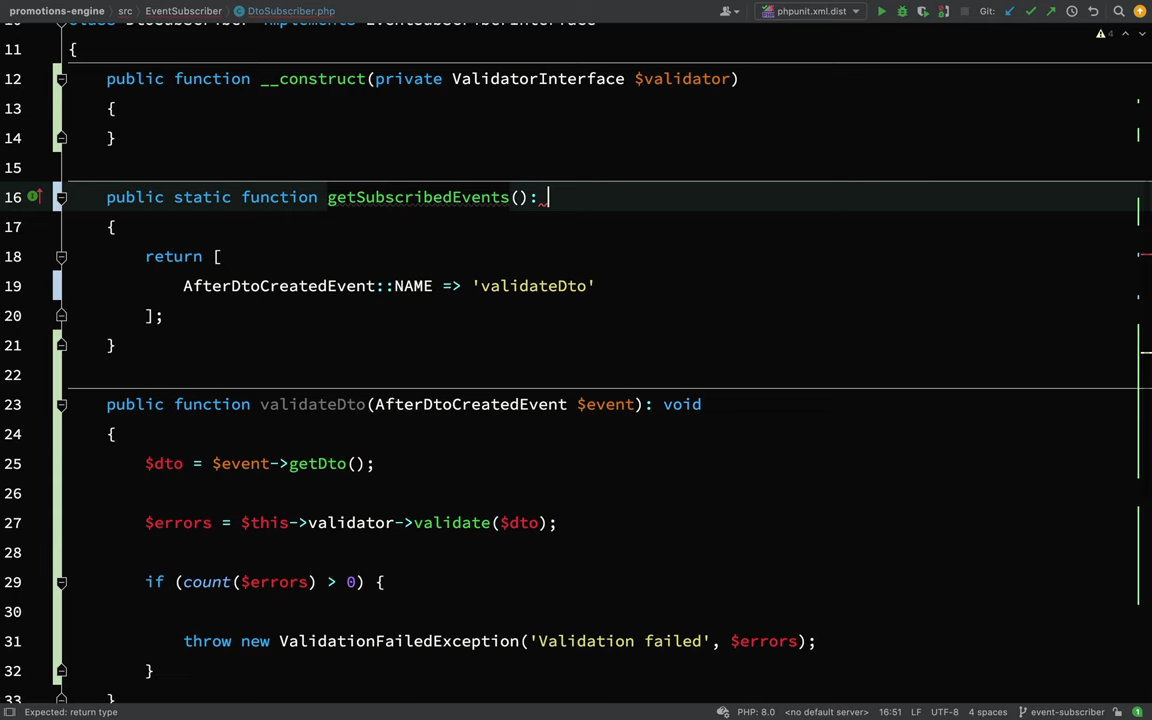 promotions-engine src EventSubscriber DtoSubscriber.php phpunit.xml.dist Git:
4
11 {
12 public function __construct(private ValidatorInterface $validator)
13 {
14 }
15
16 public static function getSubscribedEvents():
17 {
18 return [
19 AfterDtoCreatedEvent::NAME => 'validateDto'
20 ];
21 }
22
23 public function validateDto(AfterDtoCreatedEvent $event): void
24 {
25 $dto = $event->getDto();
26
27 $errors = $this->validator->validate($dto);
28
29 if (count($errors) > 0) {
30
31 throw new ValidationFailedException('Validation failed', $errors);
32 }
33 }
Expected: return type PHP: 8.0 <no default server> 16:51 LF UTF-8 4 spaces event-subscriber 1